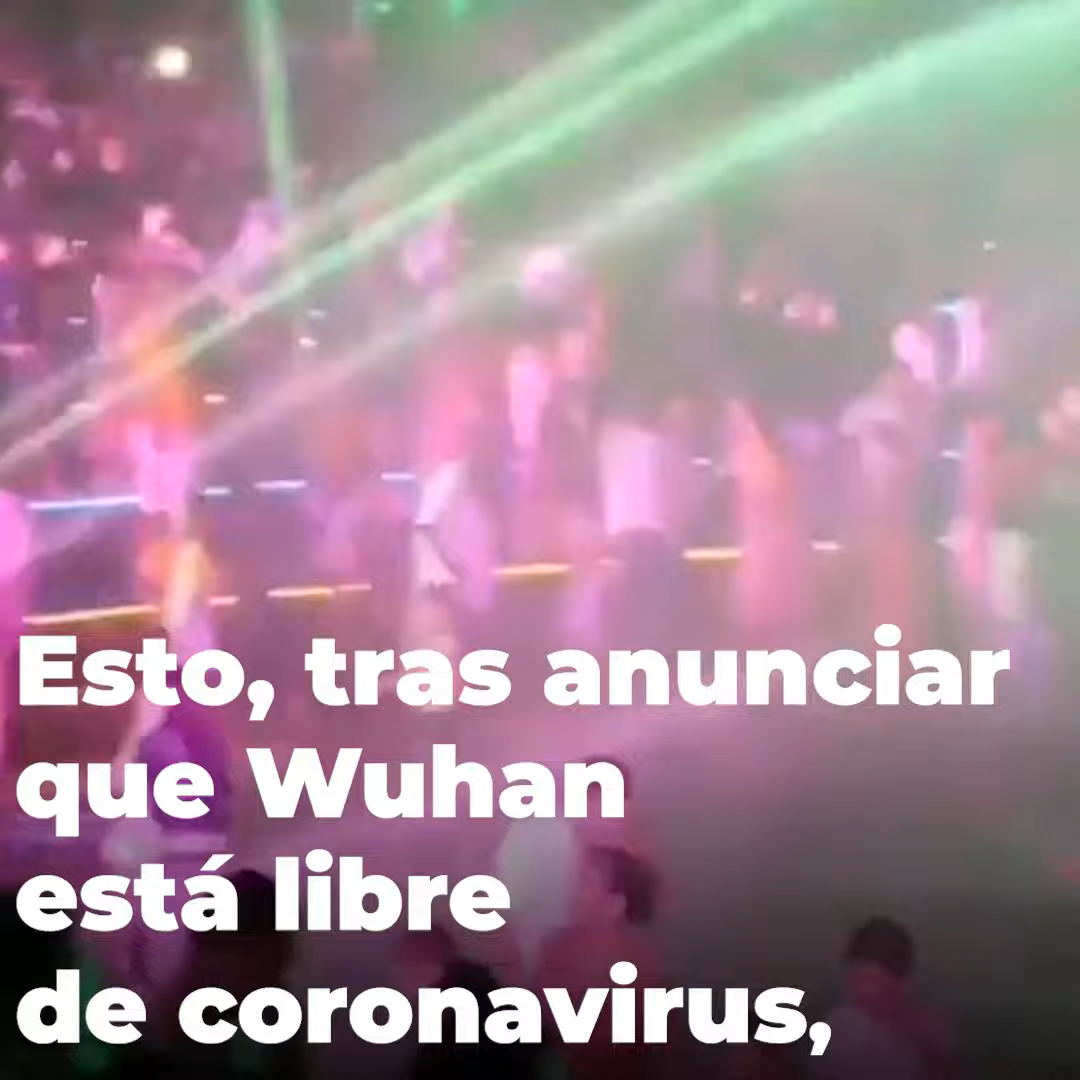 Esto, tras anunciar
que Wuhan
está libre
de coronavirus,